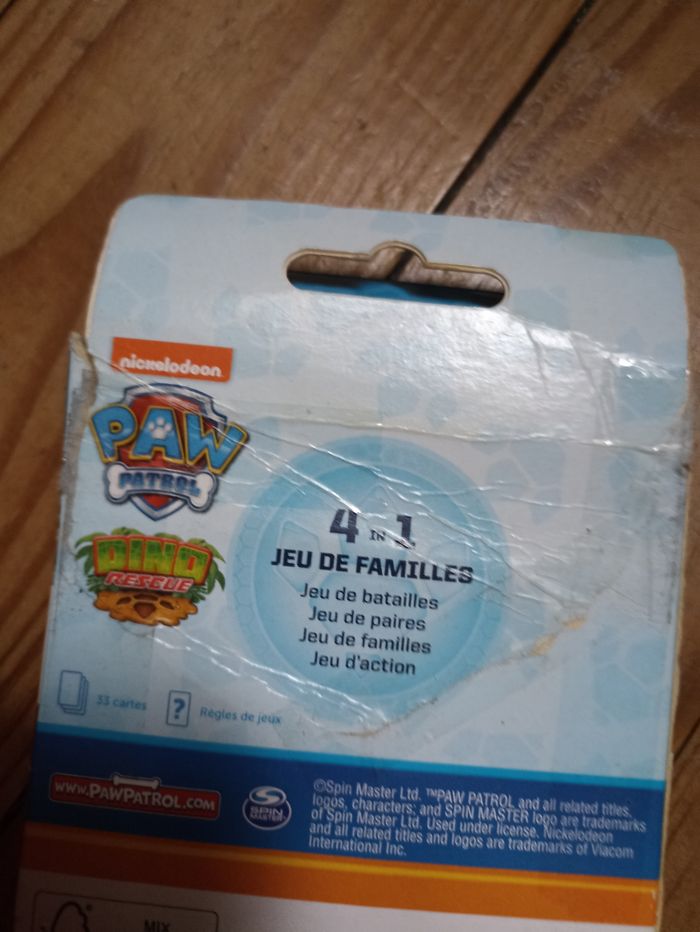 nickelodeon
PAW
PATROL
DINO
RESCUE
4 IN 1
JEU DE FAMILLES
Jeu de batailles
Jeu de paires
Jeu de familles
Jeu d'action
33 cartes
?
Règles de jeux
www.PAWPATROL.COM
SPIN
MASTER
©Spin Master Ltd. ™PAW PATROL and all related titles,
logos, characters; and SPIN MASTER logo are trademarks
of Spin Master Ltd. Used under license. Nickelodeon
and all related titles and logos are trademarks of Viacom
International Inc.
MIX